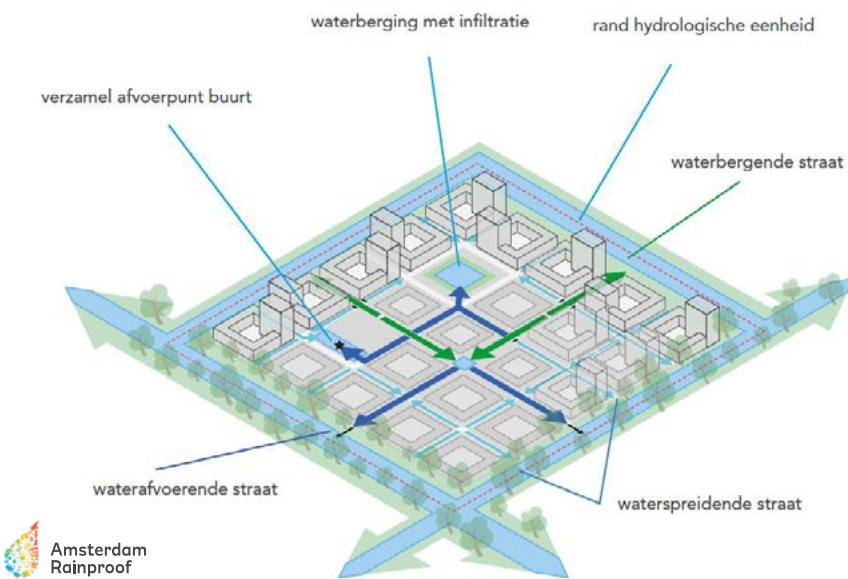 waterberging met infiltratie
rand hydrologische eenheid
verzamel afvoerpunt buurt
waterbergende straat
waterafvoerende straat
waterspreidende straat
Amsterdam
Rainproof